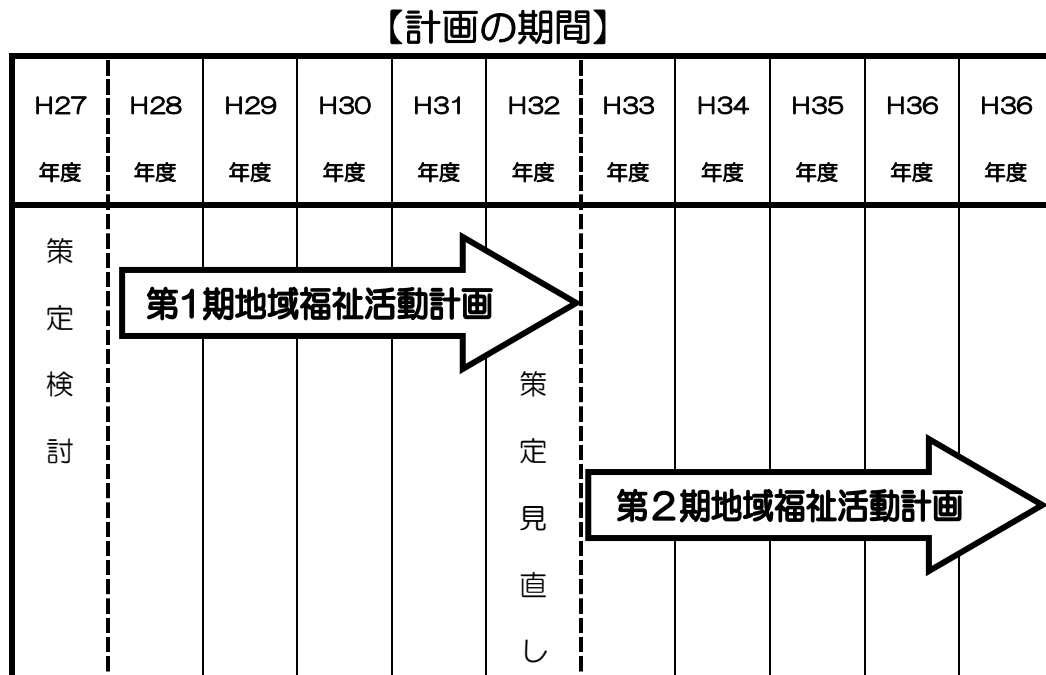 【計画の期間】
H27 H28 H29 H30 H31 H32 H33 H34 H35 H36 H36
年度 年度 年度 年度 年度 年度 年度 年度 年度 年度 年度
策定検討
第1期地域福祉活動計画
策定見直し
第２期地域福祉活動計画